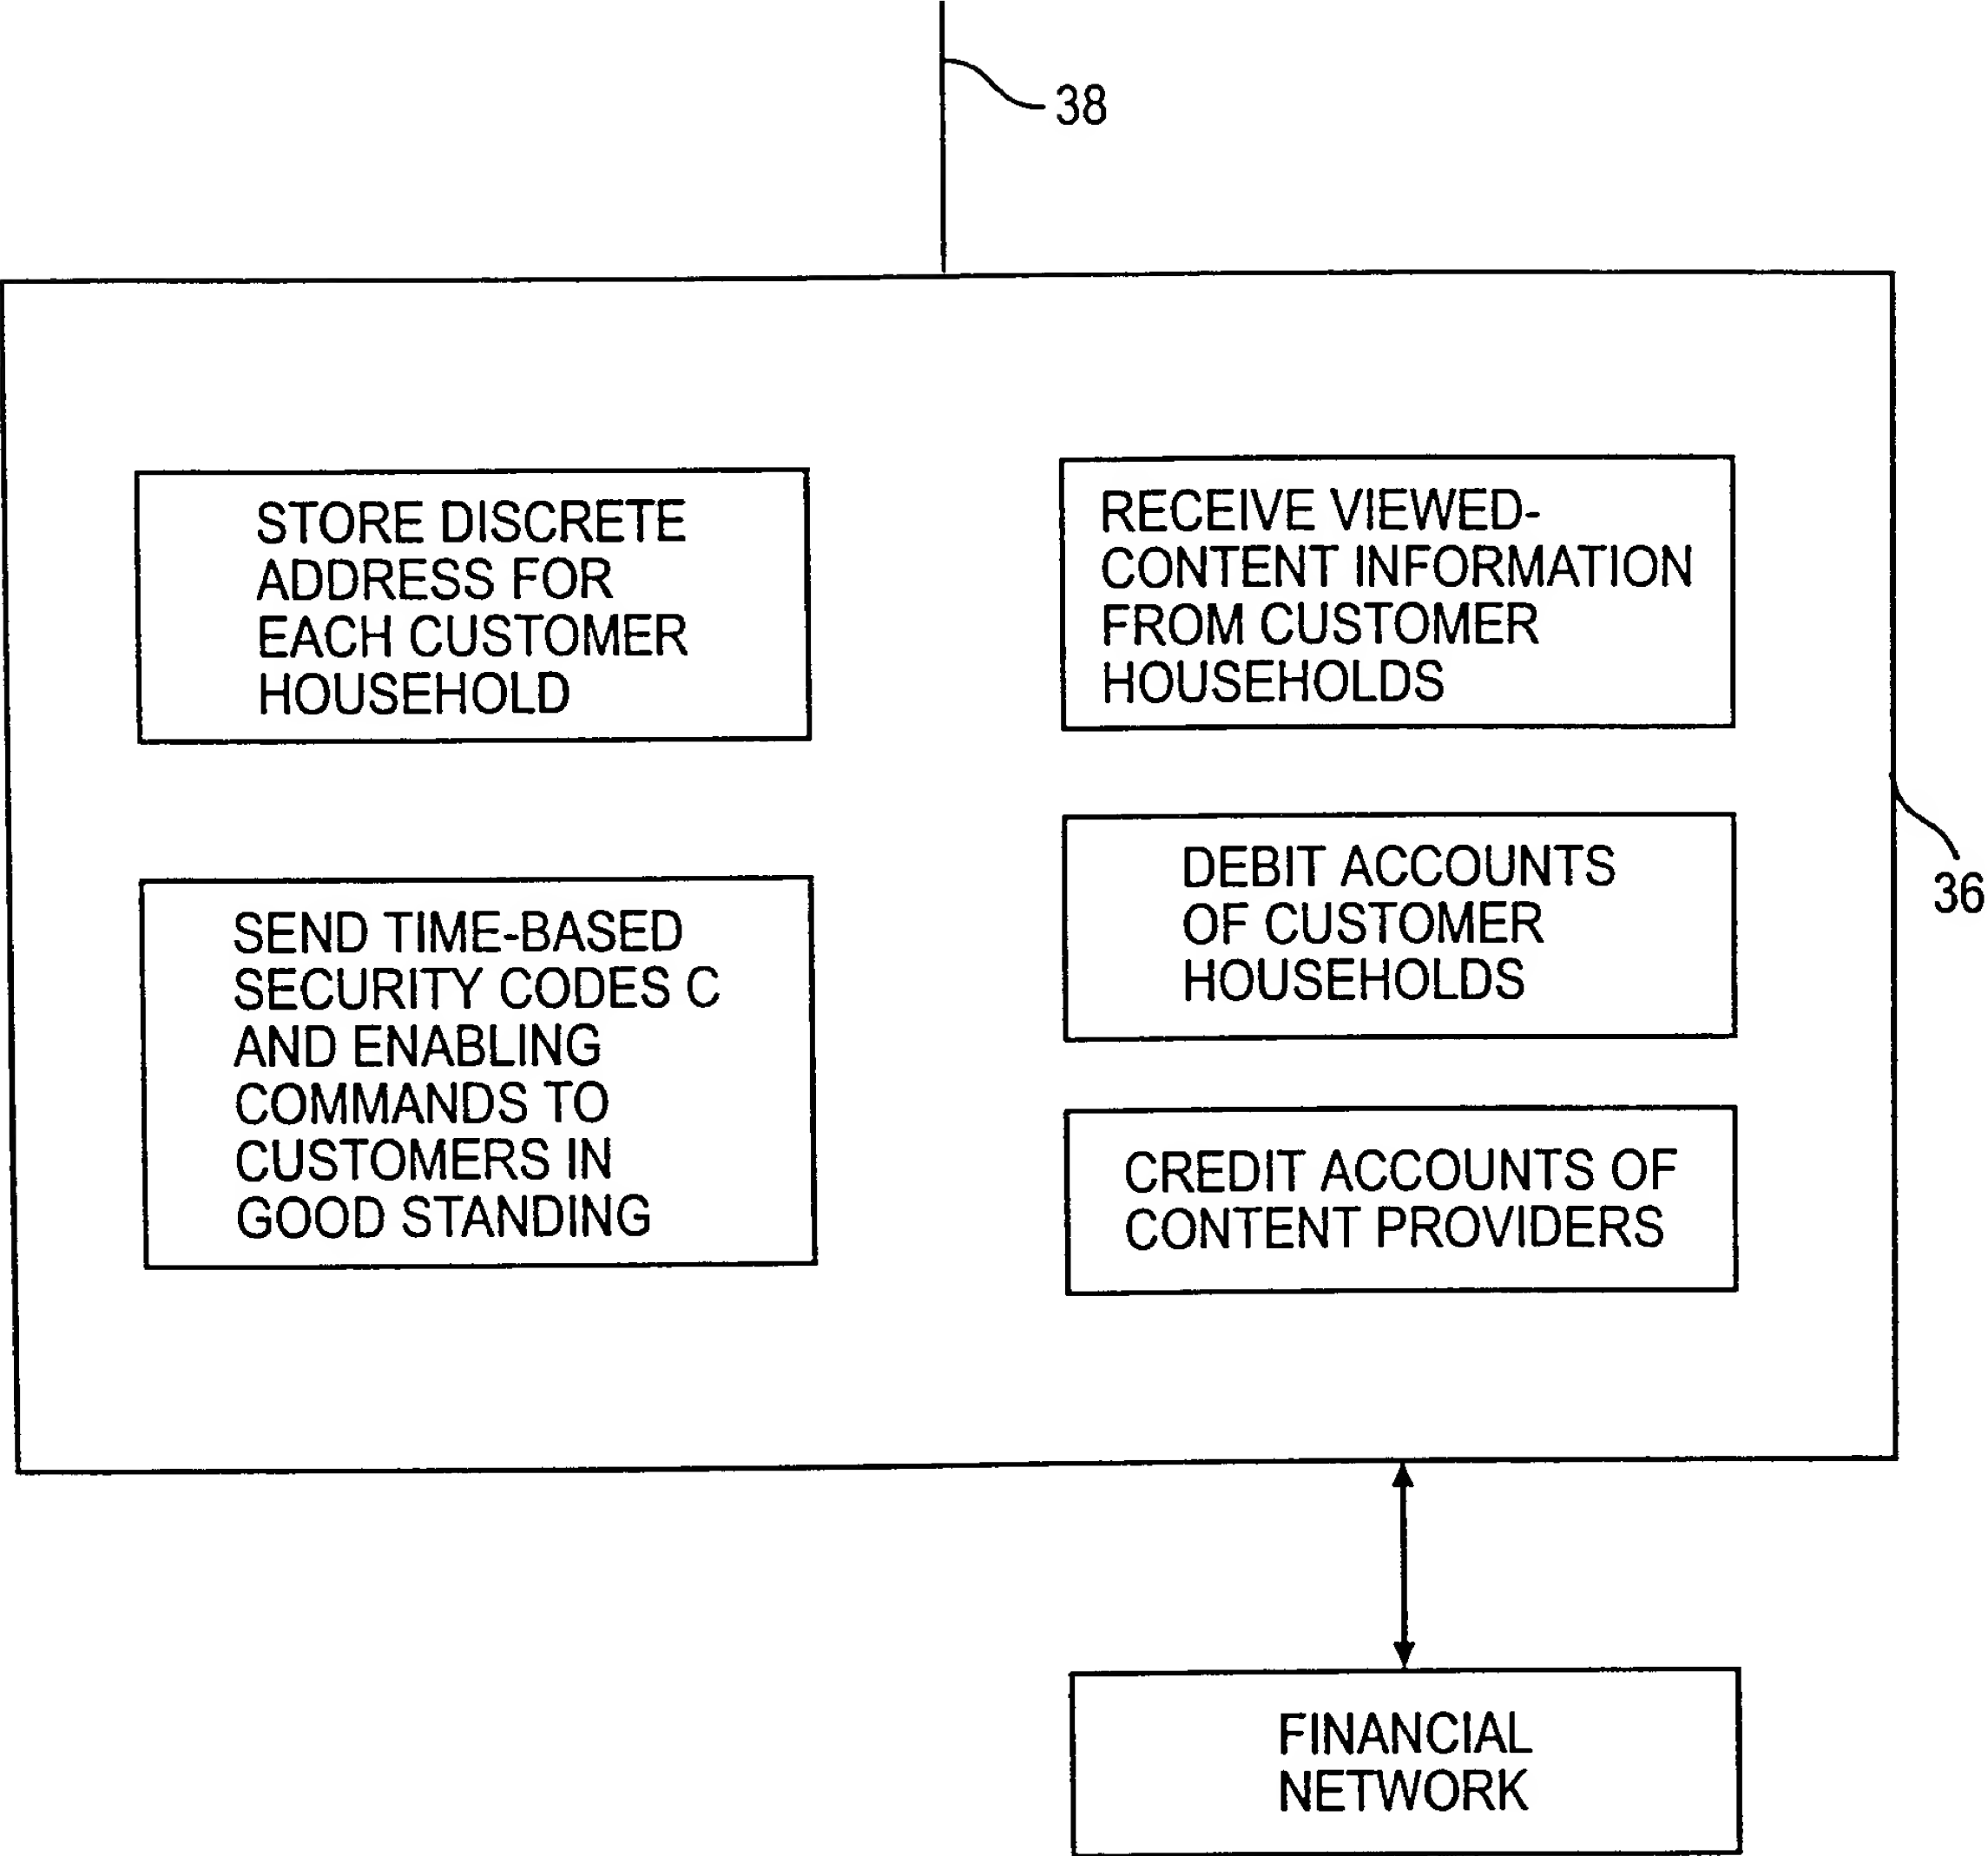 38
STORE DISCRETE
ADDRESS FOR
EACH CUSTOMER
HOUSEHOLD
SEND TIME-BASED
SECURITY CODES C
AND ENABLING
COMMANDS TO
CUSTOMERS IN
GOOD STANDING
RECEIVE VIEWED-
CONTENT INFORMATION
FROM CUSTOMER
HOUSEHOLDS
DEBIT ACCOUNTS
OF CUSTOMER
HOUSEHOLDS
CREDIT ACCOUNTS OF
CONTENT PROVIDERS
36
FINANCIAL
NETWORK